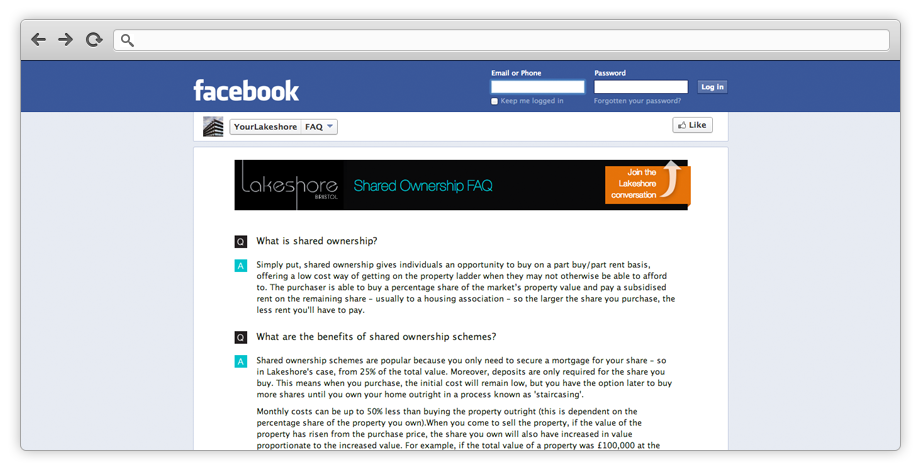 Email or Phone
Password
facebook
Log in
Keep me logged in
Forgotten your password?
YourLakeshore
FAQ
Like
Lakeshore
BRISTOL
Shared Ownership FAQ
Join the
Lakeshore
conversation
Q
What is shared ownership?
A
Simply put, shared ownership gives individuals an opportunity to buy on a part buy/part rent basis,
offering a low cost way of getting on the property ladder when they may not otherwise be able to afford
to. The purchaser is able to buy a percentage share of the market's property value and pay a subsidised
rent on the remaining share – usually to a housing association – so the larger the share you purchase, the
less rent you'll have to pay.
Q
What are the benefits of shared ownership schemes?
A
Shared ownership schemes are popular because you only need to secure a mortgage for your share – so
in Lakeshore's case, from 25% of the total value. Moreover, deposits are only required for the share you
buy. This means when you purchase, the initial cost will remain low, but you have the option later to buy
more shares until you own your home outright in a process known as 'staircasing'.
Monthly costs can be up to 50% less than buying the property outright (this is dependent on the
percentage share of the property you own).When you come to sell the property, if the value of the
property has risen from the purchase price, the share you own will also have increased in value
proportionate to the increased value. For example, if the total value of a property was £100,000 at the